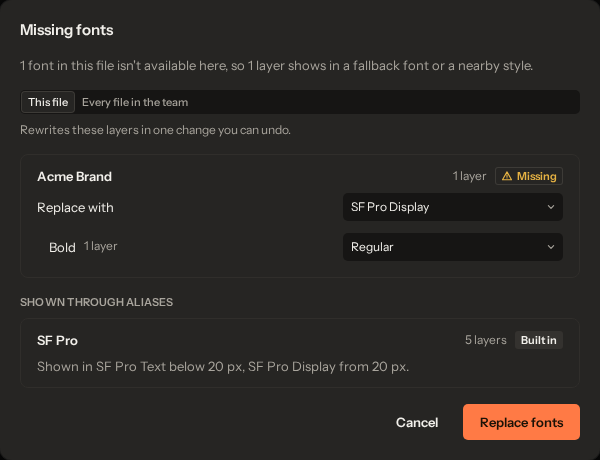 Missing fonts
1 font in this file isn't available here, so 1 layer shows in a fallback font or a nearby style.
This file Every file in the team
Rewrites these layers in one change you can undo.
Acme Brand 1 layer Missing
Replace with SF Pro Display
Bold 1 layer Regular
SHOWN THROUGH ALIASES
SF Pro 5 layers Built in
Shown in SF Pro Text below 20 px, SF Pro Display from 20 px.
Cancel Replace fonts